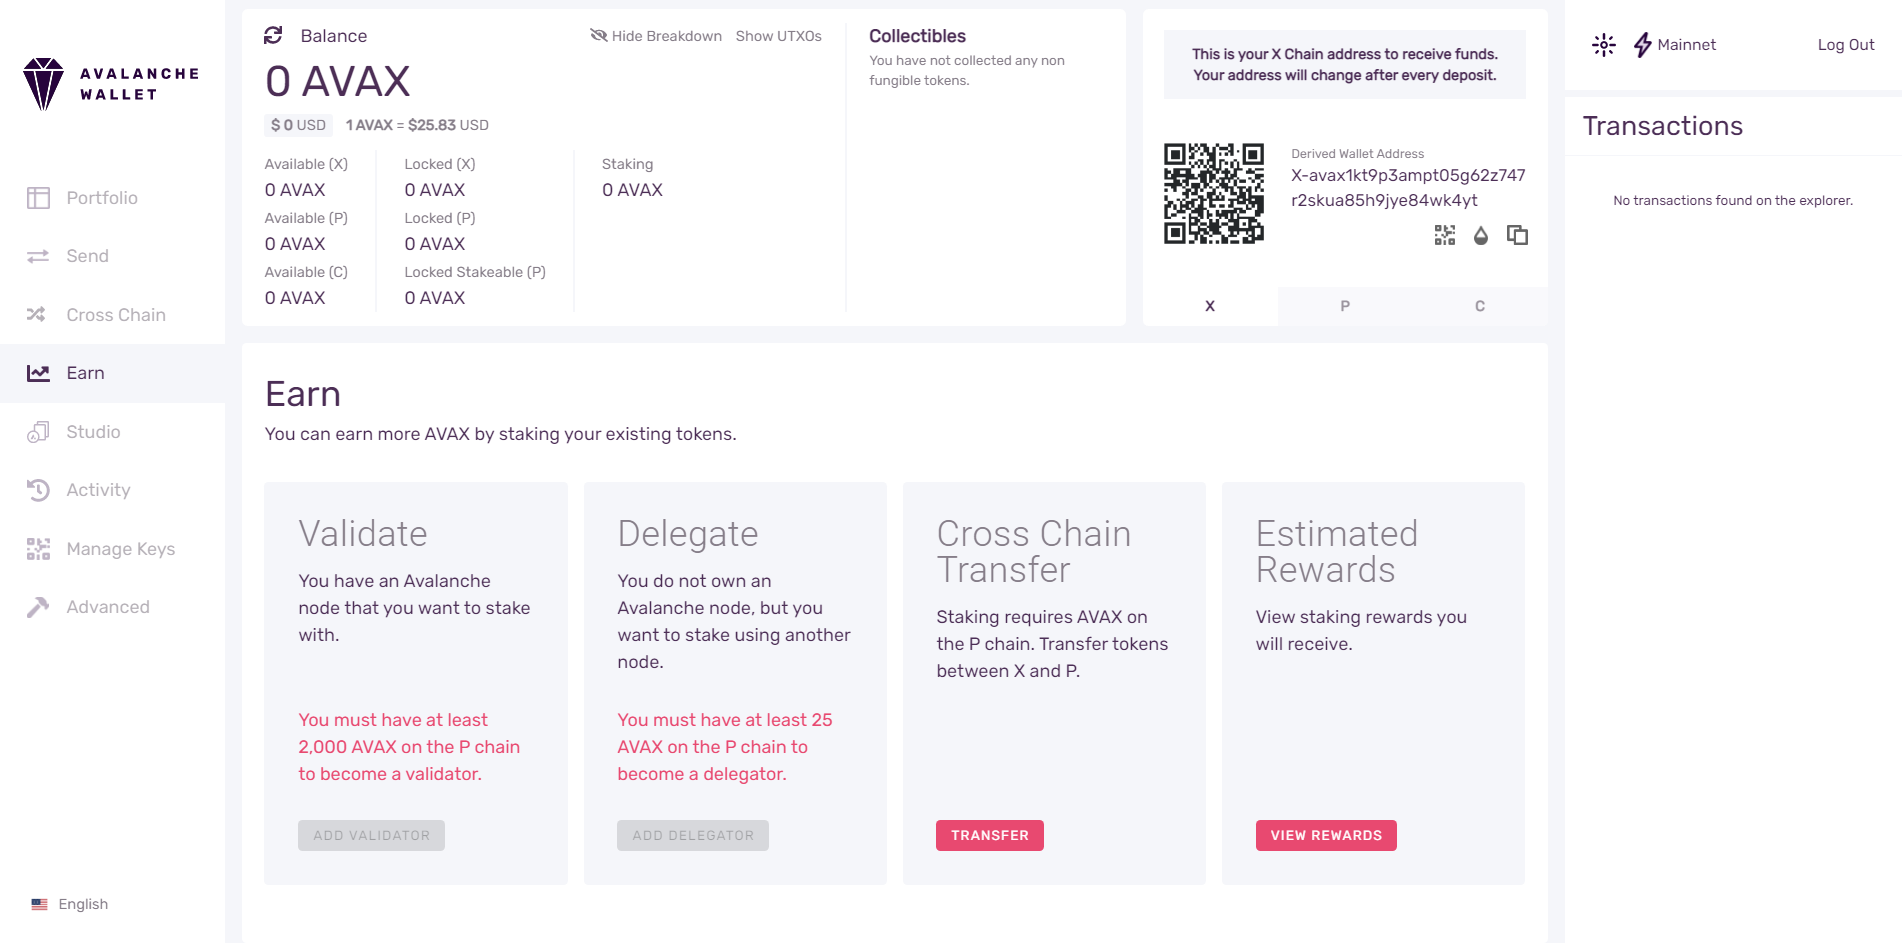 AVALANCHE
WALLET
Portfolio
Send
Cross Chain
Earn
Studio
Activity
Manage Keys
Advanced
English
Balance
Hide Breakdown
Show UTXOs
0 AVAX
$ 0 USD
1 AVAX = $25.83 USD
Available (X)
0 AVAX
Available (P)
0 AVAX
Available (C)
0 AVAX
Locked (X)
0 AVAX
Locked (P)
0 AVAX
Locked Stakeable (P)
0 AVAX
Staking
0 AVAX
Collectibles
You have not collected any non
fungible tokens.
This is your X Chain address to receive funds.
Your address will change after every deposit.
Derived Wallet Address
X-avax1kt9p3ampt05g62z747
r2skua85h9jye84wk4yt
X
P
C
Earn
You can earn more AVAX by staking your existing tokens.
Validate
You have an Avalanche
node that you want to stake
with.
You must have at least
2,000 AVAX on the P chain
to become a validator.
ADD VALIDATOR
Delegate
You do not own an
Avalanche node, but you
want to stake using another
node.
You must have at least 25
AVAX on the P chain to
become a delegator.
ADD DELEGATOR
Cross Chain
Transfer
Staking requires AVAX on
the P chain. Transfer tokens
between X and P.
TRANSFER
Estimated
Rewards
View staking rewards you
will receive.
VIEW REWARDS
Mainnet
Log Out
Transactions
No transactions found on the explorer.